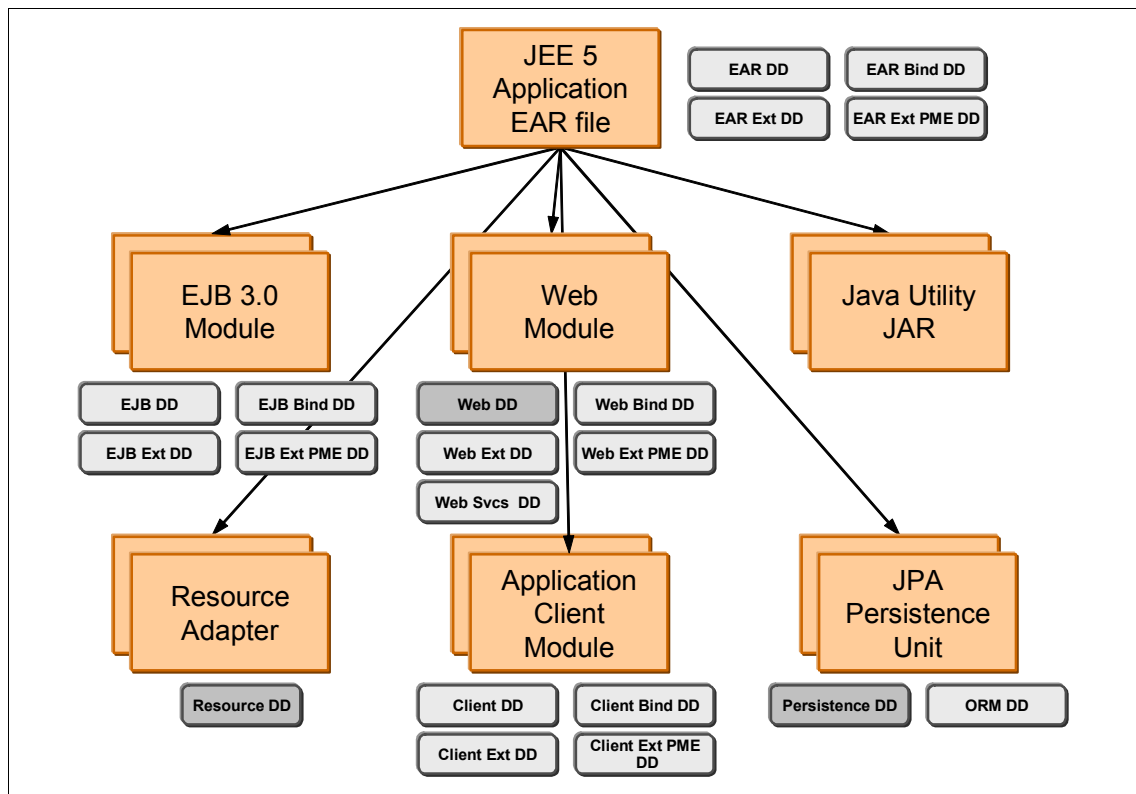 JEE 5
Application
EAR file
EAR DD
EAR Bind DD
EAR Ext DD
EAR Ext PME DD
EJB 3.0
Module
Web
Module
Java Utility
JAR
EJB DD
EJB Bind DD
EJB Ext DD
EJB Ext PME DD
Web DD
Web Bind DD
Web Ext DD
Web Ext PME DD
Web Svcs DD
Resource
Adapter
Application
Client
Module
JPA
Persistence
Unit
Resource DD
Client DD
Client Bind DD
Client Ext DD
Client Ext PME
DD
Persistence DD
ORM DD